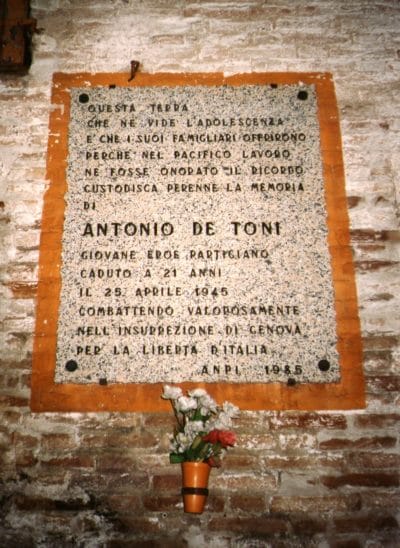 QUESTA TERRA
CHE NE VIDE L'ADOLESCENZA
E CHE I SUOI FAMIGLIARI OFFRIRONO
PERCHÈ NEL PACIFICO LAVORO
NE FOSSE ONORATO IL RICORDO
CUSTODISCA PERENNE LA MEMORIA
DI
ANTONIO DE TONI
GIOVANE EROE PARTIGIANO
CADUTO A 21 ANNI
IL 25 APRILE 1945
COMBATTENDO VALOROSAMENTE
NELL'INSURREZIONE DI GENOVA
PER LA LIBERTÀ D'ITALIA
ANPI 1985